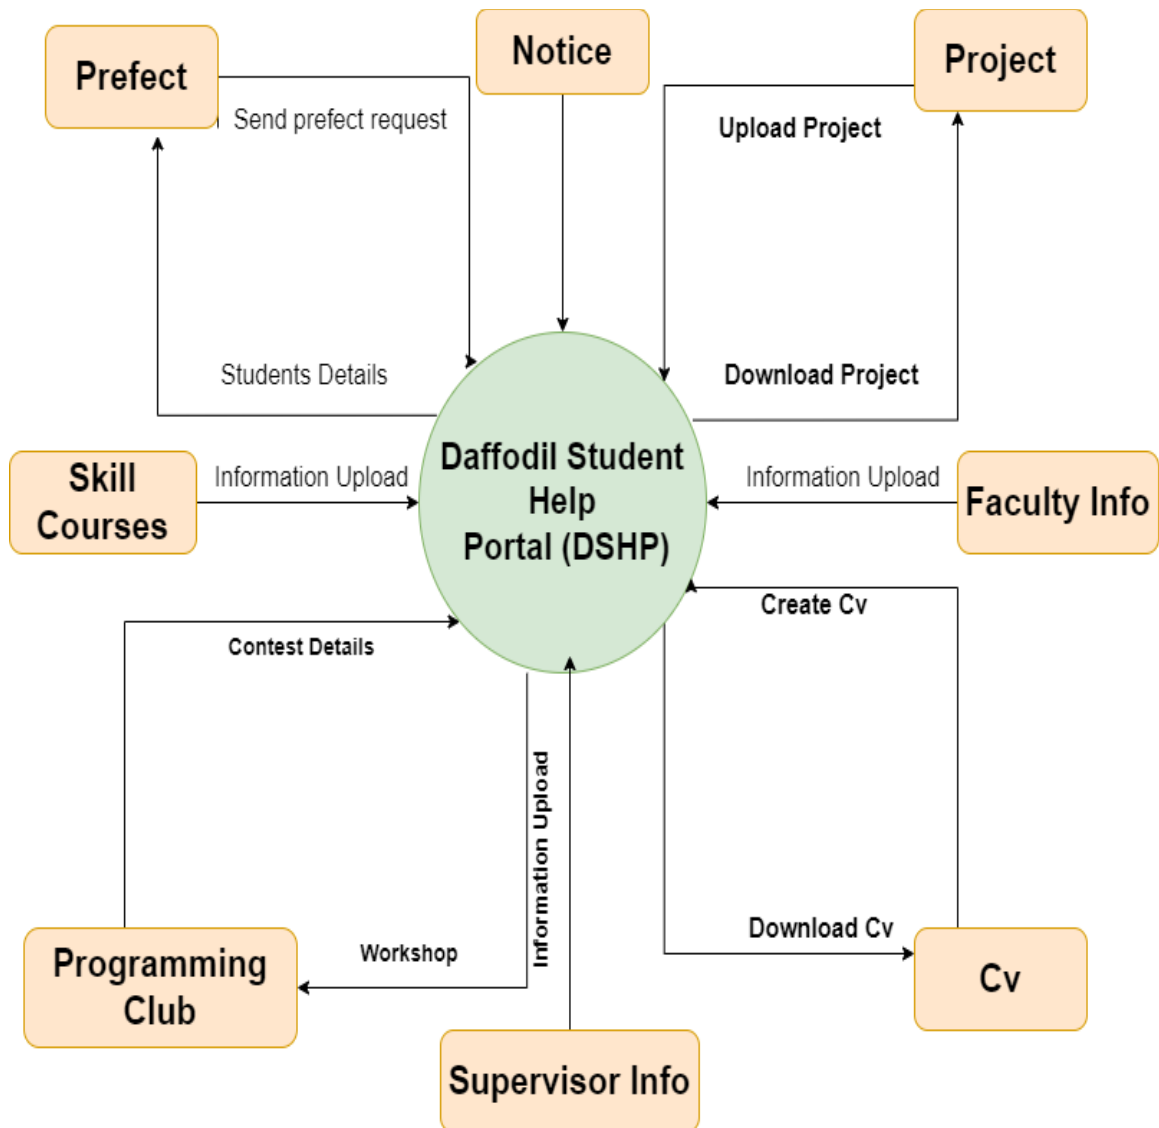 Prefect
Notice
Project
Send prefect request
Upload Project
Students Details
Download Project
Daffodil Student
Help
Portal (DSHP)
Skill
Courses
Information Upload
Information Upload
Faculty Info
Create Cv
Contest Details
Information Upload
Download Cv
Workshop
Programming
Club
Cv
Supervisor Info